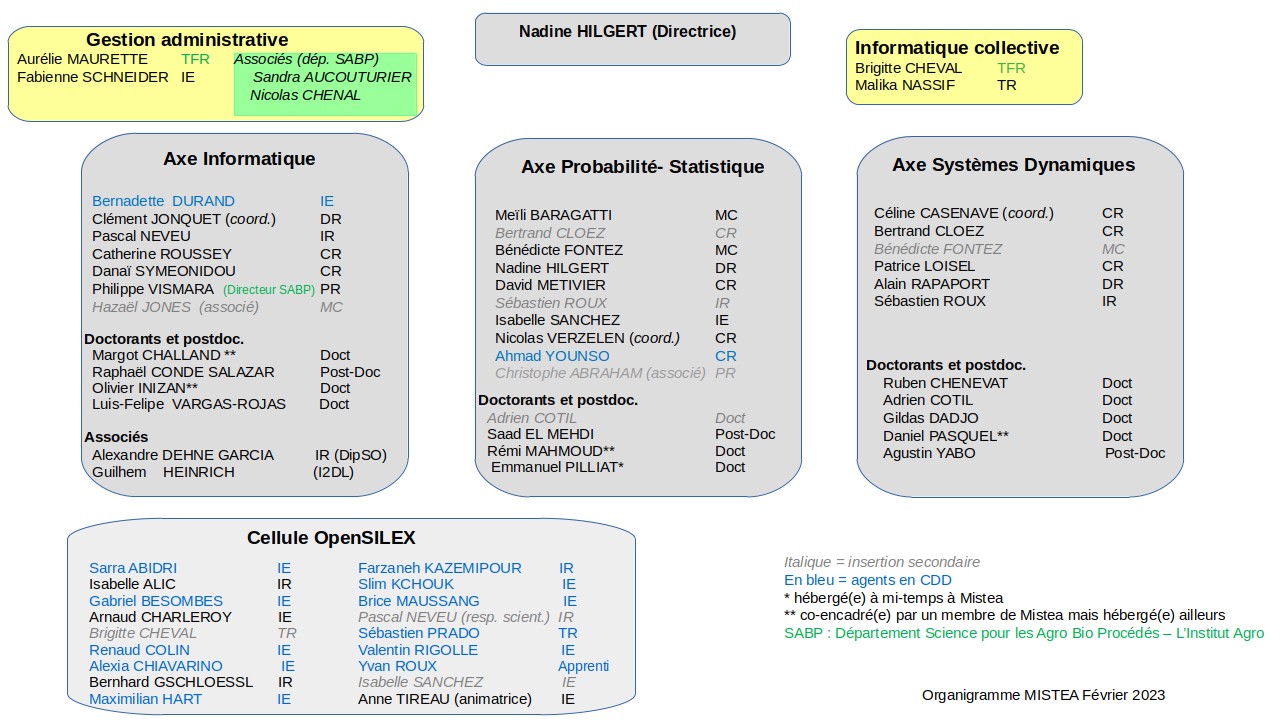 Gestion administrative
Aurélie MAURETTE TFR
Fabienne SCHNEIDER IE
Associés (dép. SABP)
Sandra AUCOUTURIER
Nicolas CHENAL
Nadine HILGERT (Directrice)
Informatique collective
Brigitte CHEVAL TFR
Malika NASSIF TR
Axe Informatique
Bernadette DURAND IE
Clément JONQUET (coord.) DR
Pascal NEVEU IR
Catherine ROUSSEY CR
Danaï SYMEONIDOU CR
Philippe VISMARA (Directeur SABP) PR
Hazaël JONES (associé) MC
Doctorants et postdoc.
Margot CHALLAND ** Doct
Raphaël CONDE SALAZAR Post-Doc
Olivier INIZAN** Doct
Luis-Felipe VARGAS-ROJAS Doct
Associés
Alexandre DEHNE GARCIA IR (DipSO)
Guilhem HEINRICH (I2DL)
Axe Probabilité- Statistique
Meïli BARAGATTI MC
Bertrand CLOEZ CR
Bénédicte FONTEZ MC
Nadine HILGERT DR
David METIVIER CR
Sébastien ROUX IR
Isabelle SANCHEZ IE
Nicolas VERZELEN (coord.) CR
Ahmad YOUNSO CR
Christophe ABRAHAM (associé) PR
Doctorants et postdoc.
Adrien COTIL Doct
Saad EL MEHDI Post-Doc
Rémi MAHMOUD** Doct
Emmanuel PILLIAT* Doct
Axe Systèmes Dynamiques
Céline CASENAVE (coord.) CR
Bertrand CLOEZ CR
Bénédicte FONTEZ MC
Patrice LOISEL CR
Alain RAPAPORT DR
Sébastien ROUX IR
Doctorants et postdoc.
Ruben CHENEVAT Doct
Adrien COTIL Doct
Gildas DADJO Doct
Daniel PASQUEL** Doct
Agustin YABO Post-Doc
Cellule OpenSILEX
Sarra ABIDRI IE
Isabelle ALIC IR
Gabriel BESOMBES IE
Arnaud CHARLEROY IE
Brigitte CHEVAL TR
Renaud COLIN IE
Alexia CHIAVARINO IE
Bernhard GSCHLOESSL IR
Maximilian HART IE
Farzaneh KAZEMIPOUR IR
Slim KCHOUK IE
Brice MAUSSANG IE
Pascal NEVEU (resp. scient.) IR
Sébastien PRADO TR
Valentin RIGOLLE IE
Yvan ROUX Apprenti
Isabelle SANCHEZ IE
Anne TIREAU (animatrice) IE
Italique = insertion secondaire
En bleu = agents en CDD
* hébergé(e) à mi-temps à Mistea
** co-encadré(e) par un membre de Mistea mais hébergé(e) ailleurs
SABP : Département Science pour les Agro Bio Procédés – L'Institut Agro
Organigramme MISTEA Février 2023